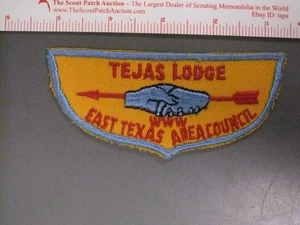 The Scout Patch Auction - The Largest Dealer of Scouting Memorabilia in the World
www.TheScoutPatchAuction.com
Ebay ID: tspa
TEJAS LODGE
WWW
EAST TEXAS AREA COUNCIL